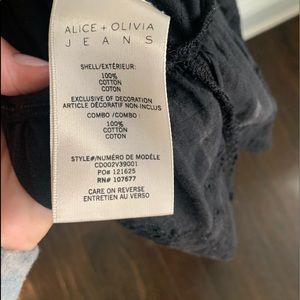 ALICE + OLIVIA
JEANS
SHELL/EXTÉRIEUR:
100%
COTTON
COTON
EXCLUSIVE OF DECORATION
ARTICLE DÉCORATIF NON-INCLUS
COMBO /COMBO
100%
COTTON
COTON
STYLE#/NUMÉRO DE MODÈLE
CD002V39001
PO# 121625
RN# 107677
CARE ON REVERSE
ENTRETIEN AU VERSO